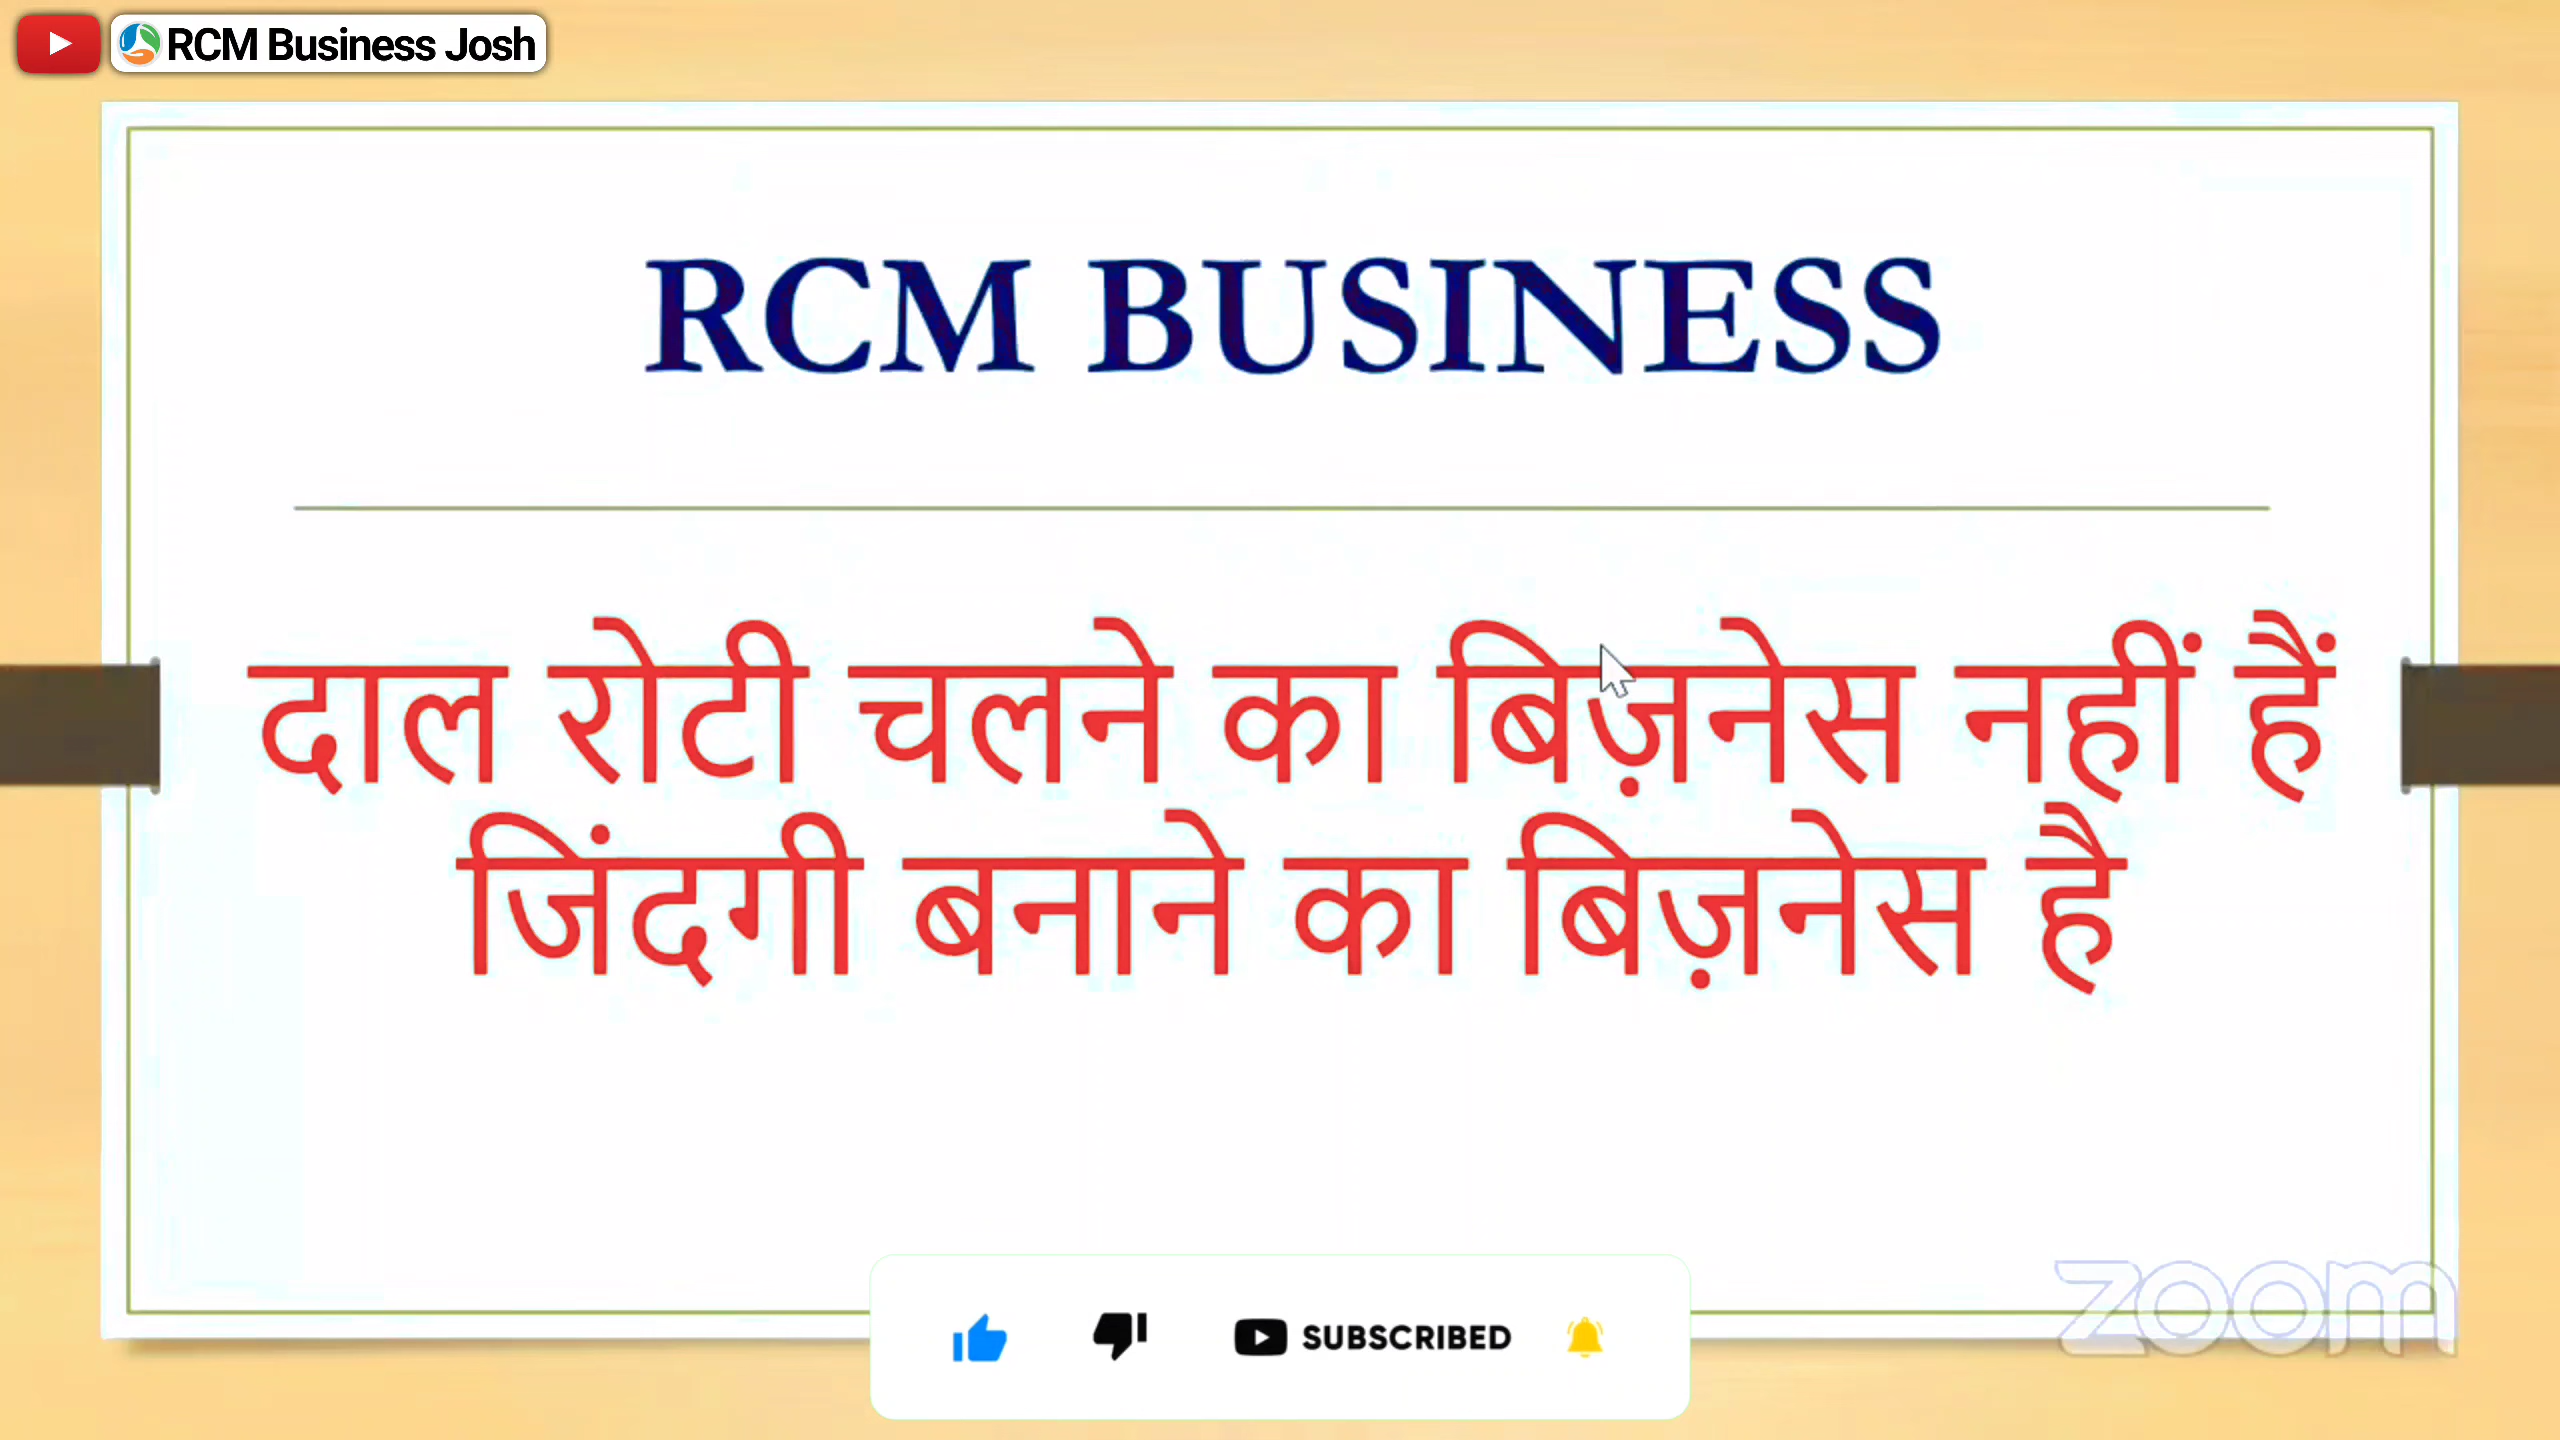 RCM Business Josh
RCM BUSINESS
दाल रोटी चलने का बिज़नेस नहीं हैं
जिंदगी बनाने का बिज़नेस है
SUBSCRIBED
zoom